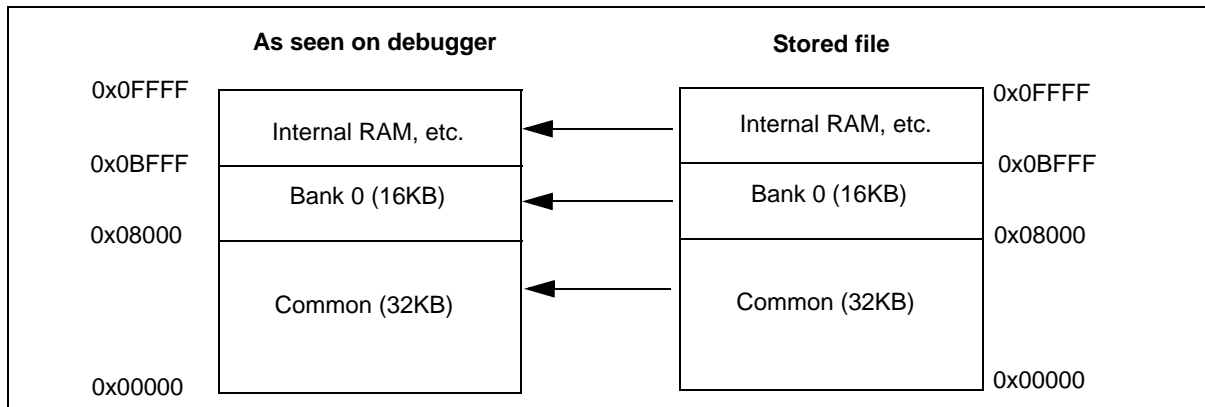 As seen on debugger
Stored file
0x0FFFF
0x0FFFF
Internal RAM, etc.
Internal RAM, etc.
0x0BFFF
0x0BFFF
Bank 0 (16KB)
Bank 0 (16KB)
0x08000
0x08000
Common (32KB)
Common (32KB)
0x00000
0x00000